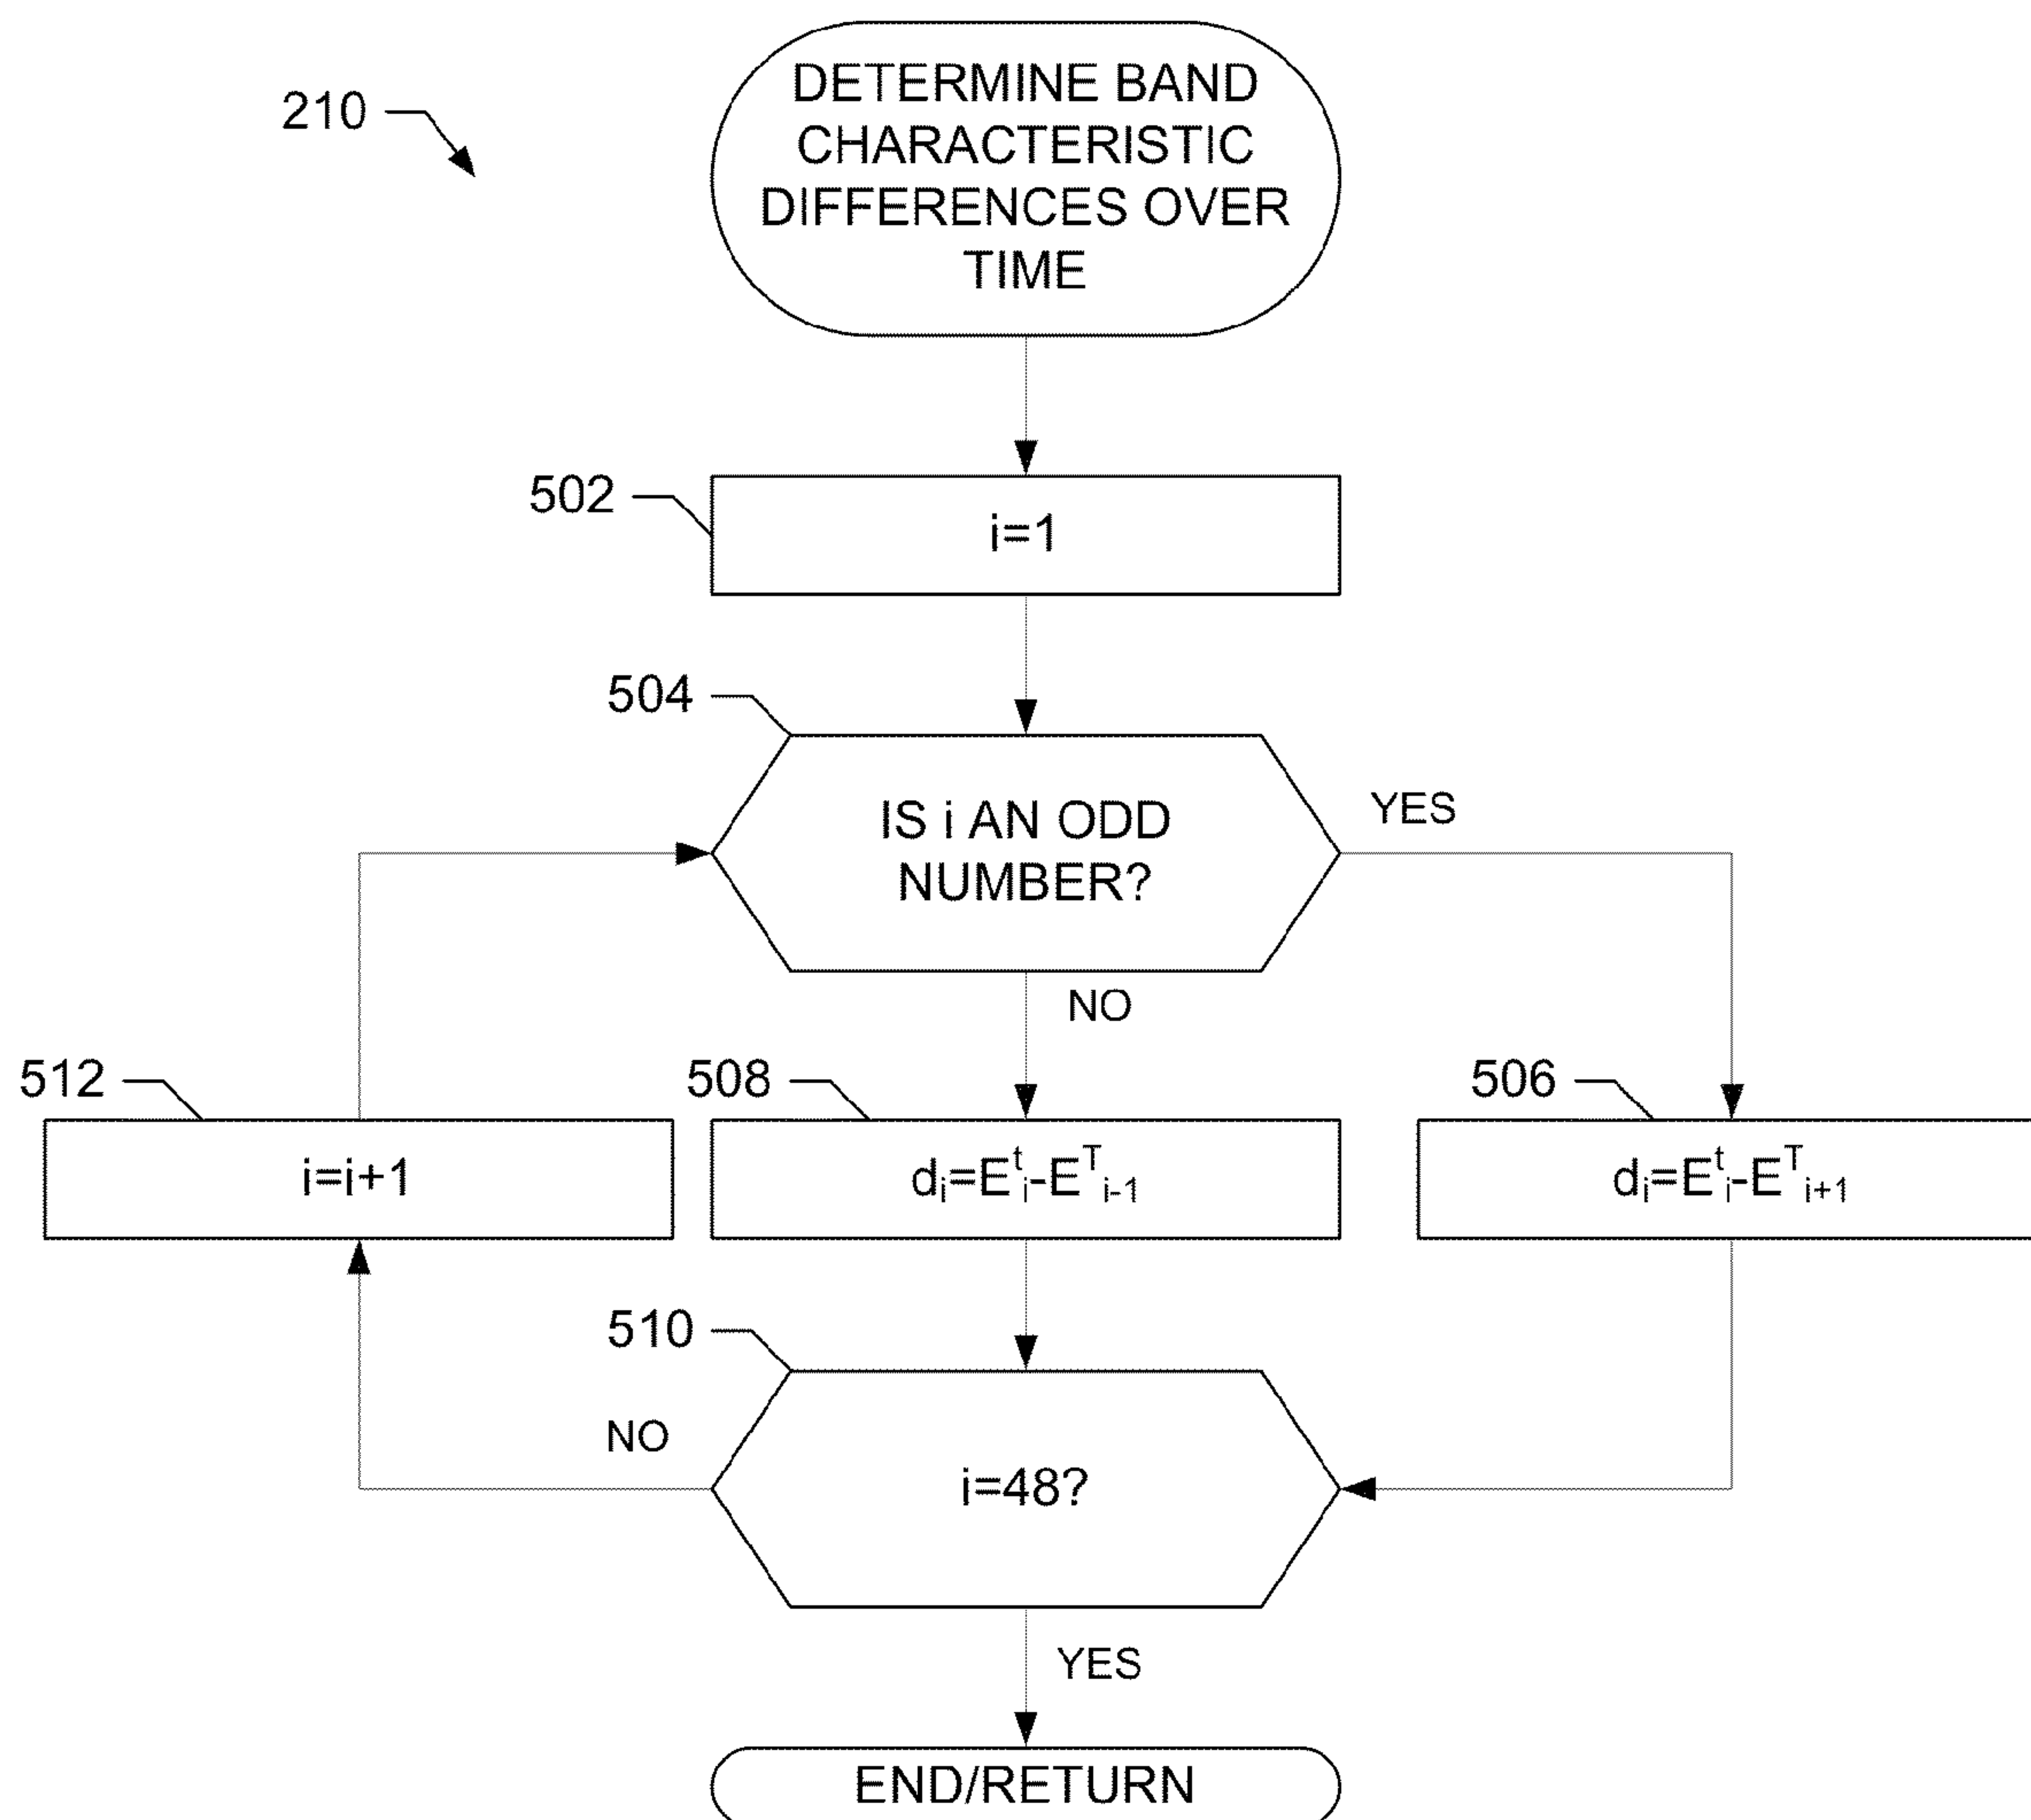 210
DETERMINE BAND
CHARACTERISTIC
DIFFERENCES OVER
TIME
502
i=1
504
IS i AN ODD
NUMBER?
YES
NO
512
i=i+1
508
dᵢ=Eᵗᵢ-Eᵀᵢ₋₁
506
dᵢ=Eᵗᵢ-Eᵀᵢ₊₁
510
i=48?
NO
YES
END/RETURN